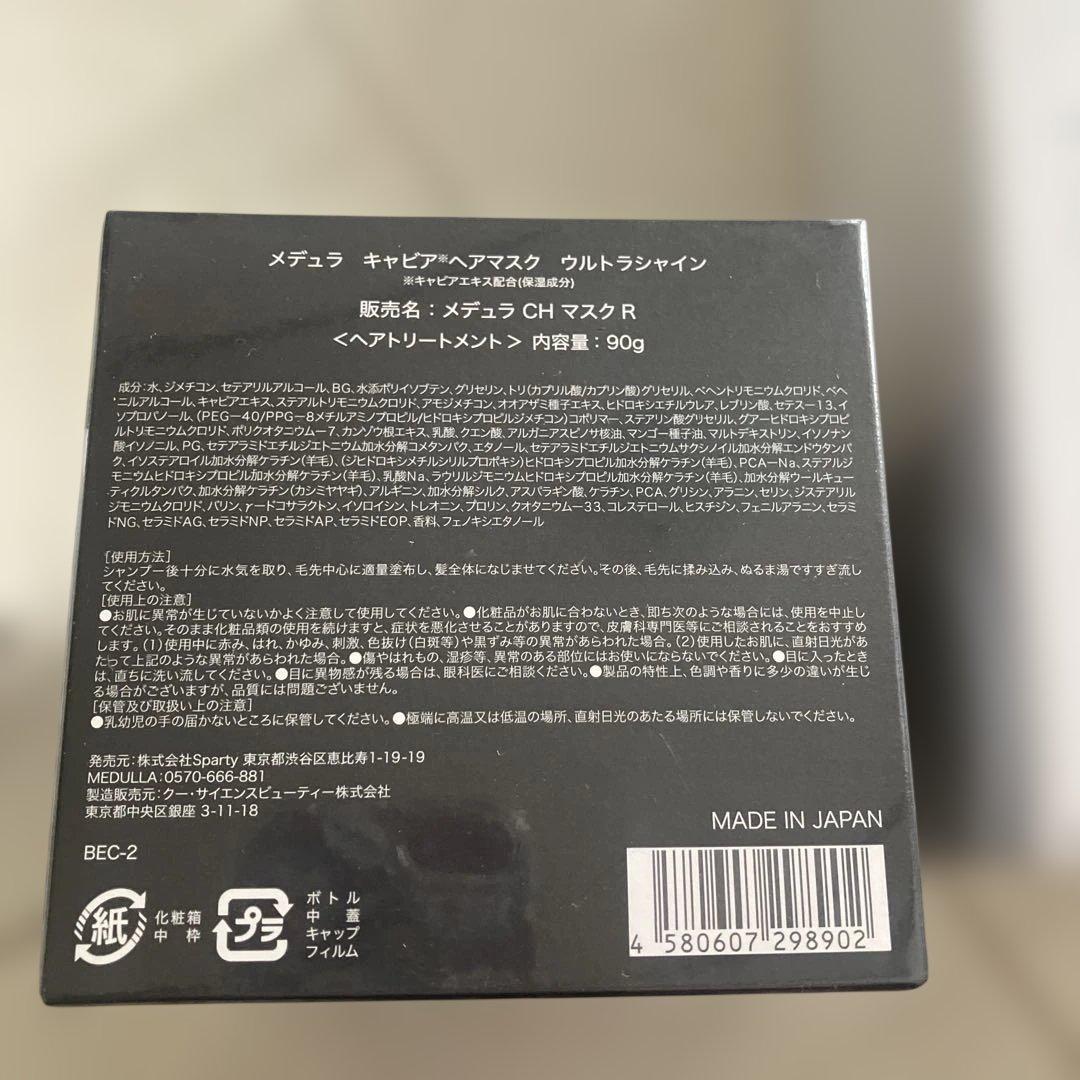 メデュラ　キャビア※ヘアマスク　ウルトラシャイン
※キャビアエキス配合(保湿成分)
販売名：メデュラ CH マスク R
＜ヘアトリートメント＞ 内容量：90g
成分：水、ジメチコン、セテアリルアルコール、BG、水添ポリイソブテン、グリセリン、トリ(カプリル酸/カプリン酸)グリセリル、ベヘントリモニウムクロリド、ベヘ
ニルアルコール、キャビアエキス、ステアルトリモニウムクロリド、アモジメチコン、オオアザミ種子エキス、ヒドロキシエチルウレア、レブリン酸、セテスー13、イ
ソプロパノール、(PEGー40/PPGー8メチルアミノプロピル/ヒドロキシプロピルジメチコン)コポリマー、ステアリン酸グリセリル、グアーヒドロキシプロピ
ルトリモニウムクロリド、ポリクオタニウムー7、カンゾウ根エキス、乳酸、クエン酸、アルガニアスピノサ核油、マンゴー種子油、マルトデキストリン、イソノナン
酸イソノニル、PG、セテアラミドエチルジエトニウム加水分解コメタンパク、エタノール、セテアラミドエチルジエトニウムサクシノイル加水分解エンドウタンパ
ク、イソステアロイル加水分解ケラチン(羊毛)、(ジヒドロキシメチルシリルプロポキシ)ヒドロキシプロピル加水分解ケラチン(羊毛)、PCAーNa、ステアルジ
モニウムヒドロキシプロピル加水分解ケラチン(羊毛)、乳酸Na、ラウリルジモニウムヒドロキシプロピル加水分解ケラチン(羊毛)、加水分解ウールキュー
ティクルタンパク、加水分解ケラチン(カシミヤヤギ)、アルギニン、加水分解シルク、アスパラギン酸、ケラチン、PCA、グリシン、アラニン、セリン、ジステアリル
ジモニウムクロリド、バリン、γードコサラクトン、イソロイシン、トレオニン、プロリン、クオタニウムー33、コレステロール、ヒスチジン、フェニルアラニン、セラミ
ドNG、セラミドAG、セラミドNP、セラミドAP、セラミドEOP、香料、フェノキシエタノール
［使用方法］
シャンプー後十分に水気を取り、毛先中心に適量塗布し、髪全体になじませてください。その後、毛先に揉み込み、ぬるま湯ですすぎ流し
てください。
［使用上の注意］
●お肌に異常が生じていないかよく注意して使用してください。●化粧品がお肌に合わないとき、即ち次のような場合には、使用を中止し
てください。そのまま化粧品類の使用を続けますと、症状を悪化させることがありますので、皮膚科専門医等にご相談されることをおすすめ
します。(1)使用中に赤み、はれ、かゆみ、刺激、色抜け(白斑等)や黒ずみ等の異常があらわれた場合。(2)使用したお肌に、直射日光があ
たって上記のような異常があらわれた場合。●傷やはれもの、湿疹等、異常のある部位にはお使いにならないでください。●目に入ったとき
は、直ちに洗い流してください。●目に異物感が残る場合は、眼科医にご相談ください。●製品の特性上、色調や香りに多少の違いが生じ
る場合がございますが、品質には問題ございません。
［保管及び取扱い上の注意］
●乳幼児の手の届かないところに保管してください。●極端に高温又は低温の場所、直射日光のあたる場所には保管しないでください。
発売元：株式会社Sparty 東京都渋谷区恵比寿1-19-19
MEDULLA：0570-666-881
製造販売元：クー・サイエンスビューティー株式会社
東京都中央区銀座 3-11-18
MADE IN JAPAN
BEC-2
紙
化粧箱
中 枠
プラ
ボトル
中 蓋
キャップ
フィルム
4 580607 298902